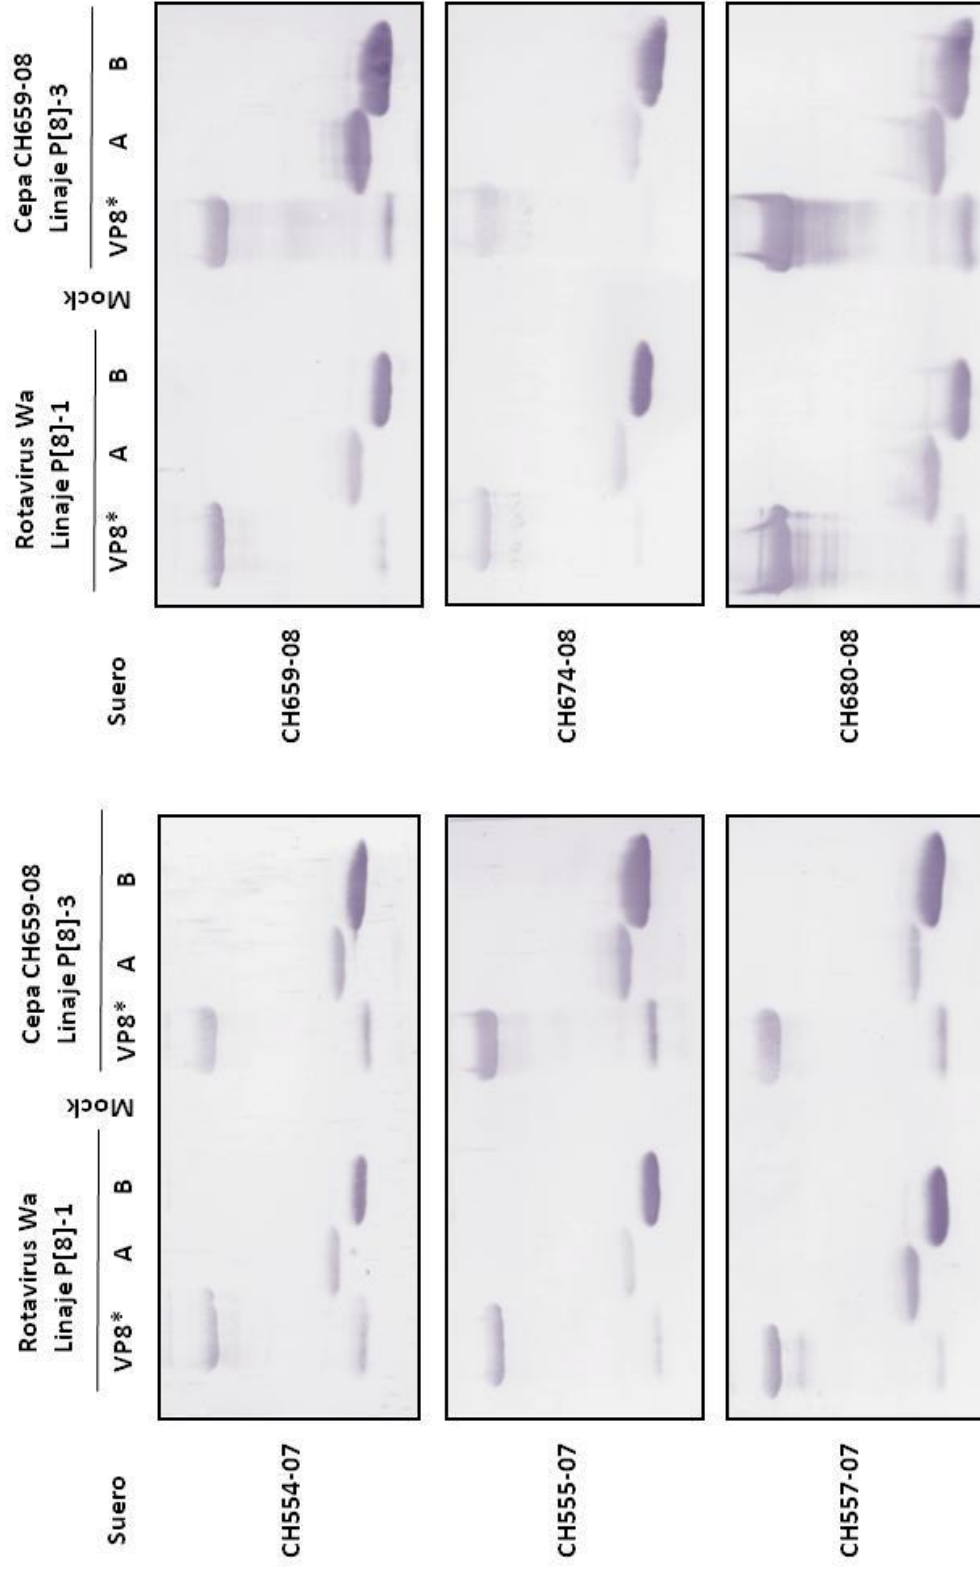 Rotavirus Wa
Linaje P[8]-1
Cepa CH659-08
Linaje P[8]-3
Suero
VP8*
A
B
Mock
VP8*
A
B
CH554-07
CH555-07
CH557-07
Rotavirus Wa
Linaje P[8]-1
Cepa CH659-08
Linaje P[8]-3
Suero
VP8*
A
B
Mock
VP8*
A
B
CH659-08
CH674-08
CH680-08